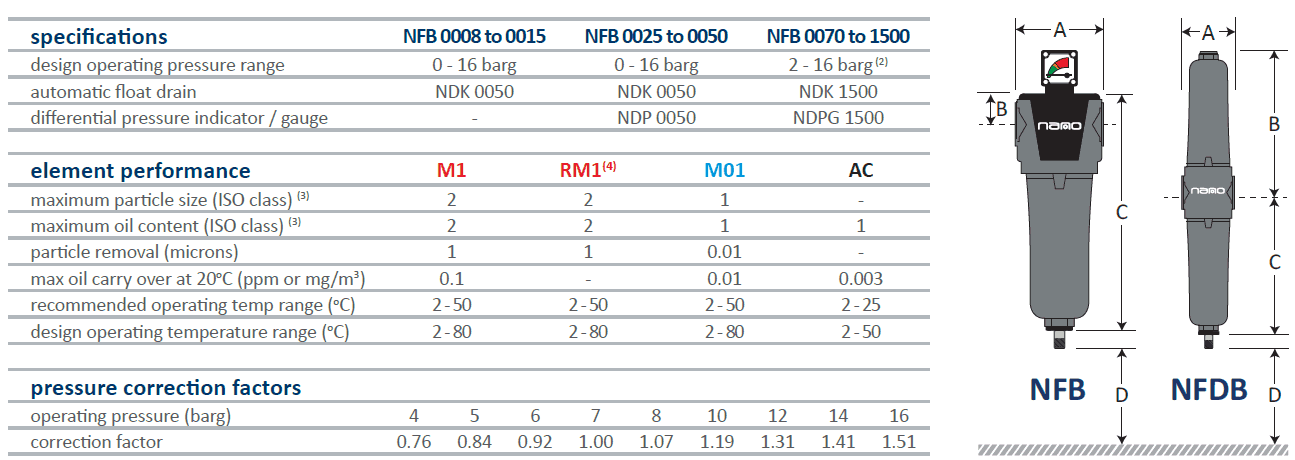 specifications NFB 0008 to 0015 NFB 0025 to 0050 NFB 0070 to 1500
design operating pressure range 0 - 16 barg 0 - 16 barg 2 - 16 barg (2)
automatic float drain NDK 0050 NDK 0050 NDK 1500
differential pressure indicator / gauge - NDP 0050 NDPG 1500
element performance M1 RM1(4) M01 AC
maximum particle size (ISO class) (3) 2 2 1 -
maximum oil content (ISO class) (3) 2 2 1 1
particle removal (microns) 1 1 0.01 -
max oil carry over at 20°C (ppm or mg/m³) 0.1 - 0.01 0.003
recommended operating temp range (°C) 2 - 50 2 - 50 2 - 50 2 - 25
design operating temperature range (°C) 2 - 80 2 - 80 2 - 80 2 - 50
pressure correction factors
operating pressure (barg) 4 5 6 7 8 10 12 14 16
correction factor 0.76 0.84 0.92 1.00 1.07 1.19 1.31 1.41 1.51
A
B
nano
C
D
NFB
A
B
nano
C
D
NFDB